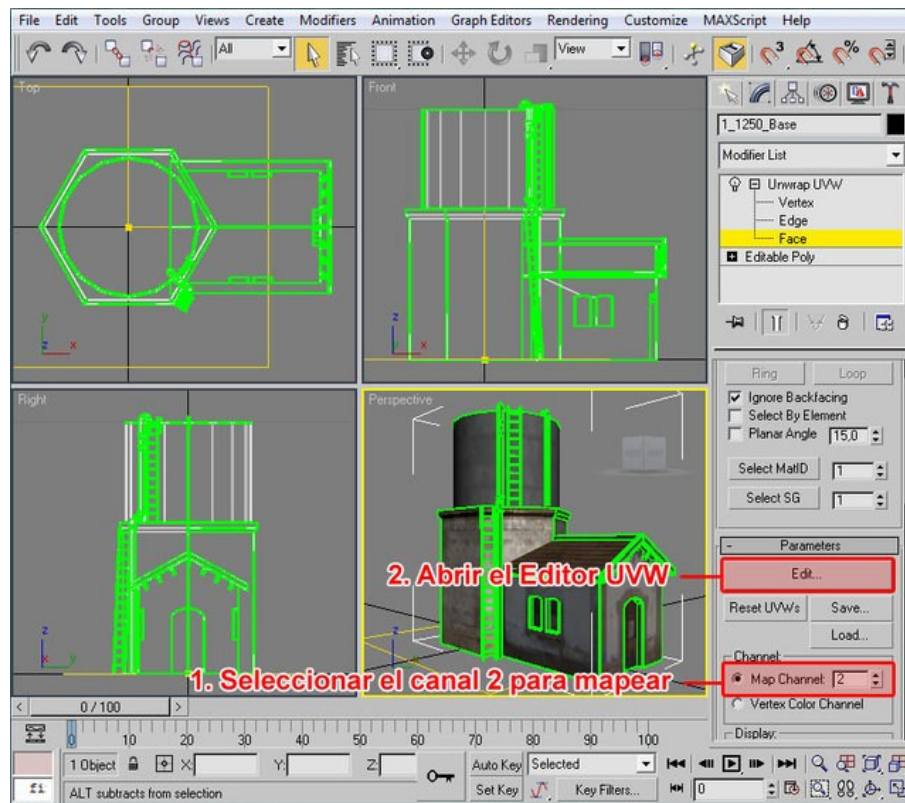 File Edit Tools Group Views Create Modifiers Animation Graph Editors Rendering Customize MAXScript Help
All
View
3
%
Top
Front
1_1250_Base
Modifier List
Unwrap UVW
Vertex
Edge
Face
Editable Poly
y
z x
z
y x
Right
Perspective
Ring Loop
Ignore Backfacing
Select By Element
Planar Angle 15,0
Select MatID 1
Select SG 1
- Parameters
2. Abrir el Editor UVW
Edit...
Reset UVWs Save...
Load...
Channel:
1. Seleccionar el canal 2 para mapear
Map Channel: 2
Vertex Color Channel
Display:
z
x y
z
< 0 / 100 >
0 10 20 30 40 50 60 70 80 90 100
1 Object X: Y: Z: Auto Key Selected
ALT subtracts from selection Set Key Key Filters... 0